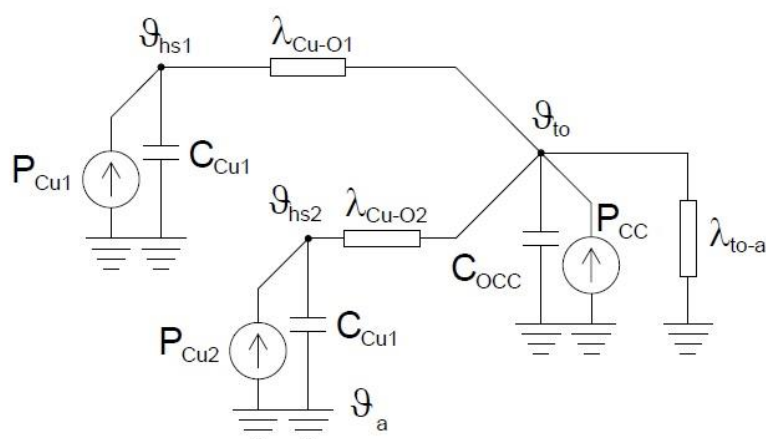 ϑhs1
λCu-O1
ϑto
PCu1
CCu1
ϑhs2
λCu-O2
PCC
λto-a
COCC
PCu2
CCu1
ϑa